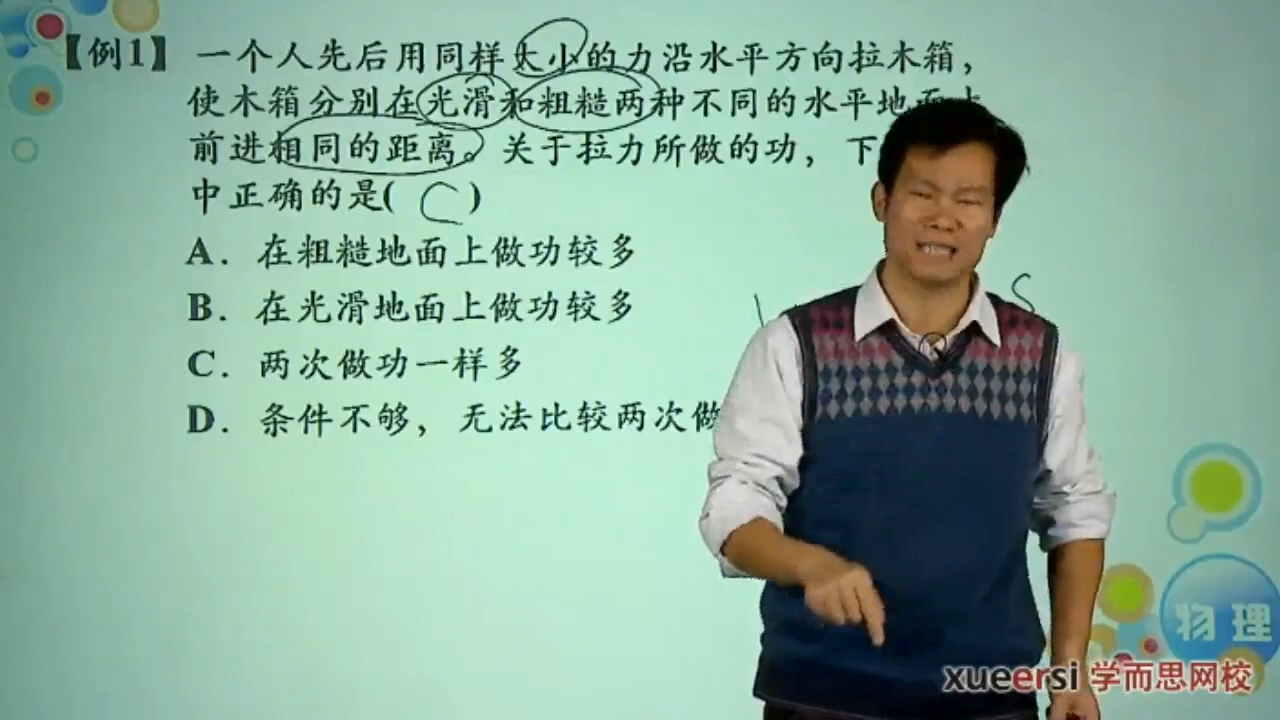 【例1】 一个人先后用同样大小的力沿水平方向拉木箱，
使木箱分别在光滑和粗糙两种不同的水平地面上
前进相同的距离。关于拉力所做的功，下
中正确的是( C )
A. 在粗糙地面上做功较多
B. 在光滑地面上做功较多
C. 两次做功一样多
D. 条件不够，无法比较两次做
S
物理
xueersi 学而思网校